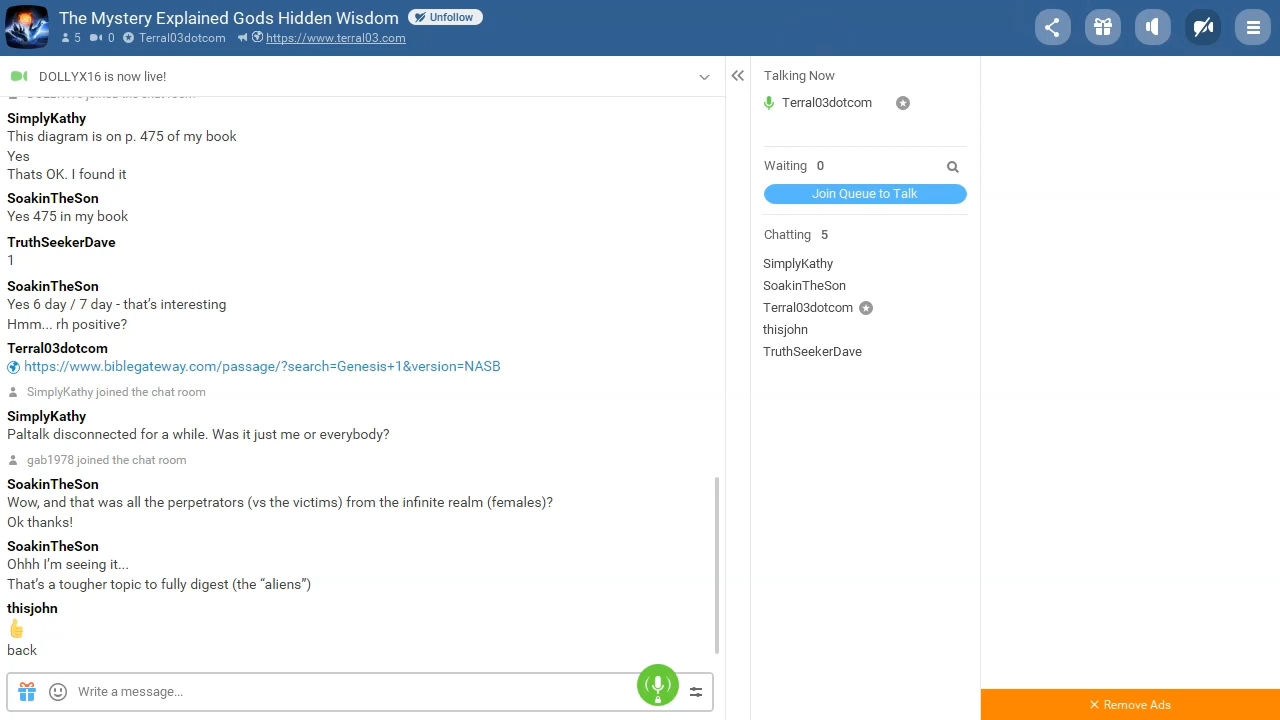 The Mystery Explained Gods Hidden Wisdom
Unfollow
5 0 Terral03dotcom https://www.terral03.com
DOLLYX16 is now live!
DOLLYX16 joined the chat room
SimplyKathy
This diagram is on p. 475 of my book
Yes
Thats OK. I found it
SoakinTheSon
Yes 475 in my book
TruthSeekerDave
1
SoakinTheSon
Yes 6 day / 7 day - that’s interesting
Hmm... rh positive?
Terral03dotcom
https://www.biblegateway.com/passage/?search=Genesis+1&version=NASB
SimplyKathy joined the chat room
SimplyKathy
Paltalk disconnected for a while. Was it just me or everybody?
gab1978 joined the chat room
SoakinTheSon
Wow, and that was all the perpetrators (vs the victims) from the infinite realm (females)?
Ok thanks!
SoakinTheSon
Ohhh I’m seeing it...
That’s a tougher topic to fully digest (the “aliens”)
thisjohn
back
Write a message...
Talking Now
Terral03dotcom
Waiting 0
Join Queue to Talk
Chatting 5
SimplyKathy
SoakinTheSon
Terral03dotcom
thisjohn
TruthSeekerDave
Remove Ads